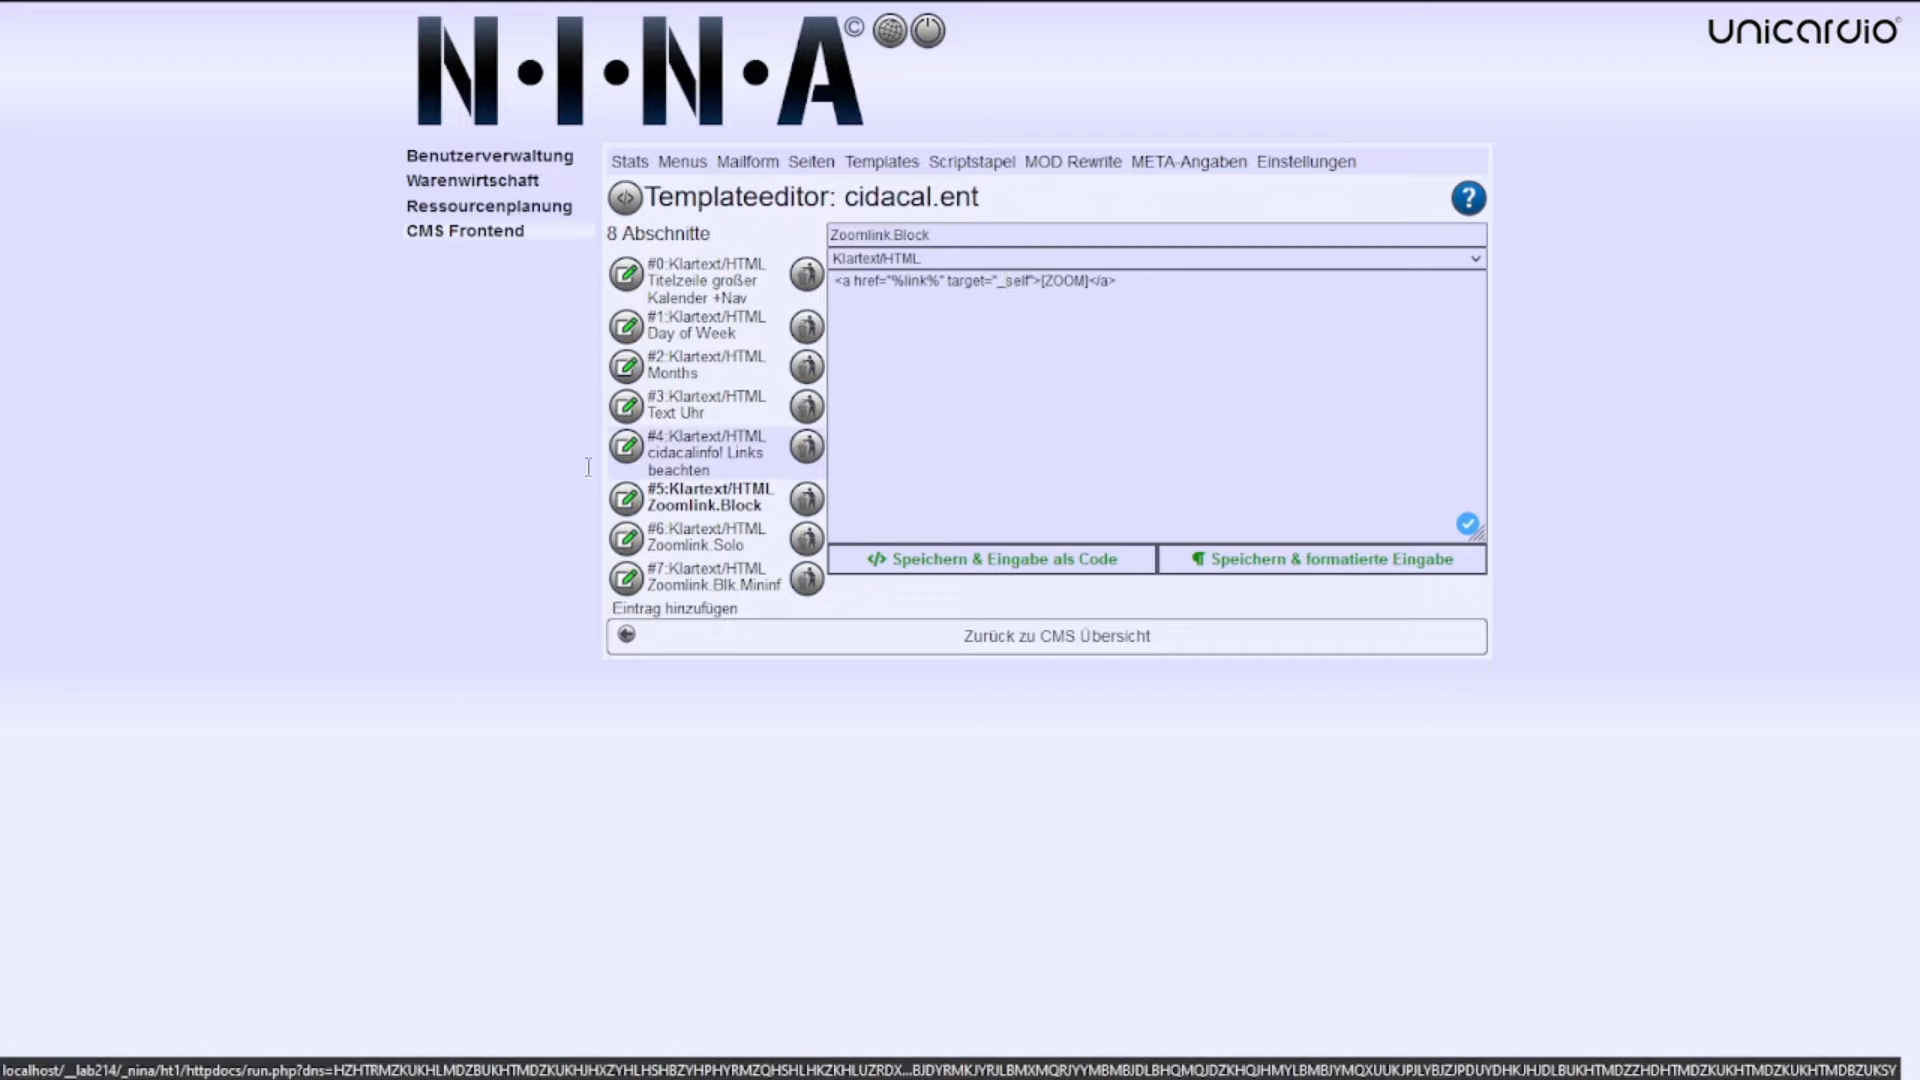 N•I•N•A©
unicardio
Benutzerverwaltung
Warenwirtschaft
Ressourcenplanung
CMS Frontend
Stats Menus Mailform Seiten Templates Scriptstapel MOD Rewrite META-Angaben Einstellungen
Templateeditor: cidacal.ent
?
8 Abschnitte
#0:Klartext/HTML
Titelzeile großer
Kalender +Nav
#1:Klartext/HTML
Day of Week
#2:Klartext/HTML
Months
#3:Klartext/HTML
Text Uhr
#4:Klartext/HTML
cidacalinfo! Links
beachten
#5:Klartext/HTML
Zoomlink.Block
#6:Klartext/HTML
Zoomlink.Solo
#7:Klartext/HTML
Zoomlink.Blk.Mininf
Eintrag hinzufügen
Zoomlink.Block
Klartext/HTML
<a href="%link%" target="_self">[ZOOM]</a>
</> Speichern & Eingabe als Code
¶ Speichern & formatierte Eingabe
Zurück zu CMS Übersicht